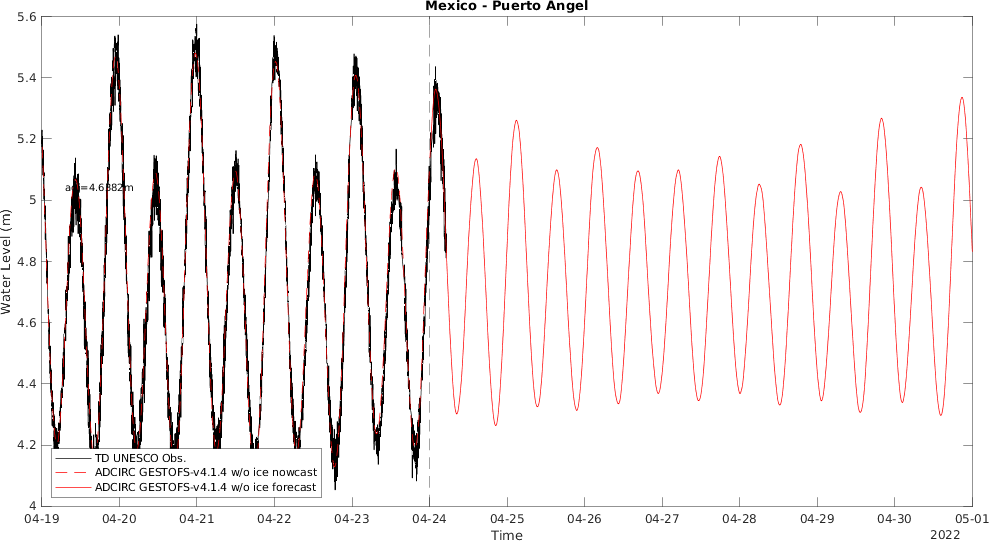 Mexico - Puerto Angel
Water Level (m)
5.6
5.4
5.2
5
4.8
4.6
4.4
4.2
4
TD UNESCO Obs.
ADCIRC GESTOFS-v4.1.4 w/o ice nowcast
ADCIRC GESTOFS-v4.1.4 w/o ice forecast
04-19 04-20 04-21 04-22 04-23 04-24 04-25 04-26 04-27 04-28 04-29 04-30 05-01
Time
2022